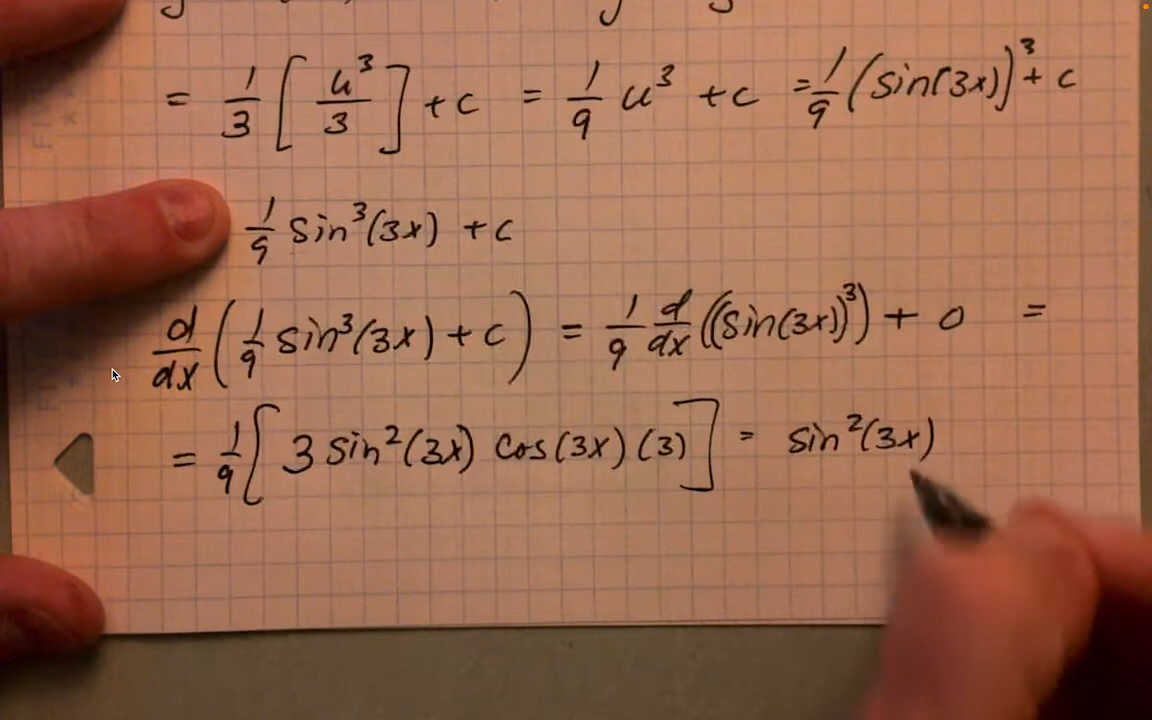 = 1/3 [ u³/3 ] + c = 1/9 u³ + c = 1/9 (sin(3x))³ + c
1/9 sin³(3x) + c
d/dx ( 1/9 sin³(3x) + c ) = 1/9 d/dx ((sin(3x))³) + 0 =
= 1/9 [ 3 sin²(3x) cos(3x) (3) ] = sin²(3x)